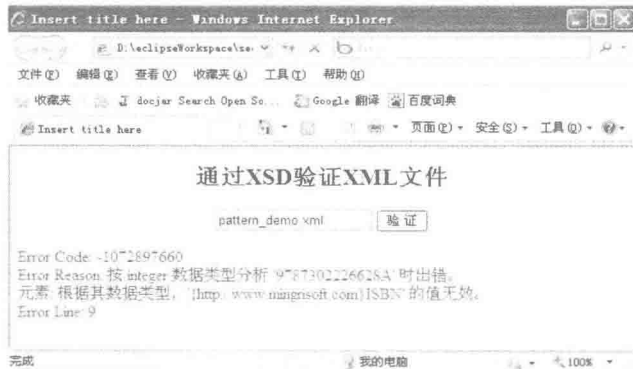 Insert title here - Windows Internet Explorer
D:\eclipseWorkspace\xe
文件(F) 编辑(E) 查看(V) 收藏夹(A) 工具(T) 帮助(H)
收藏夹 docjar Search Open So... Google 翻译 百度词典
Insert title here 页面(P) 安全(S) 工具(O)
通过XSD验证XML文件
pattern_demo.xml 验 证
Error Code: -1072897660
Error Reason: 按 integer 数据类型分析 '9787302226628A' 时出错。
元素: 根据其数据类型, '{http: www.mingrisoft.com}ISBN' 的值无效。
Error Line: 9
完成 我的电脑 100%